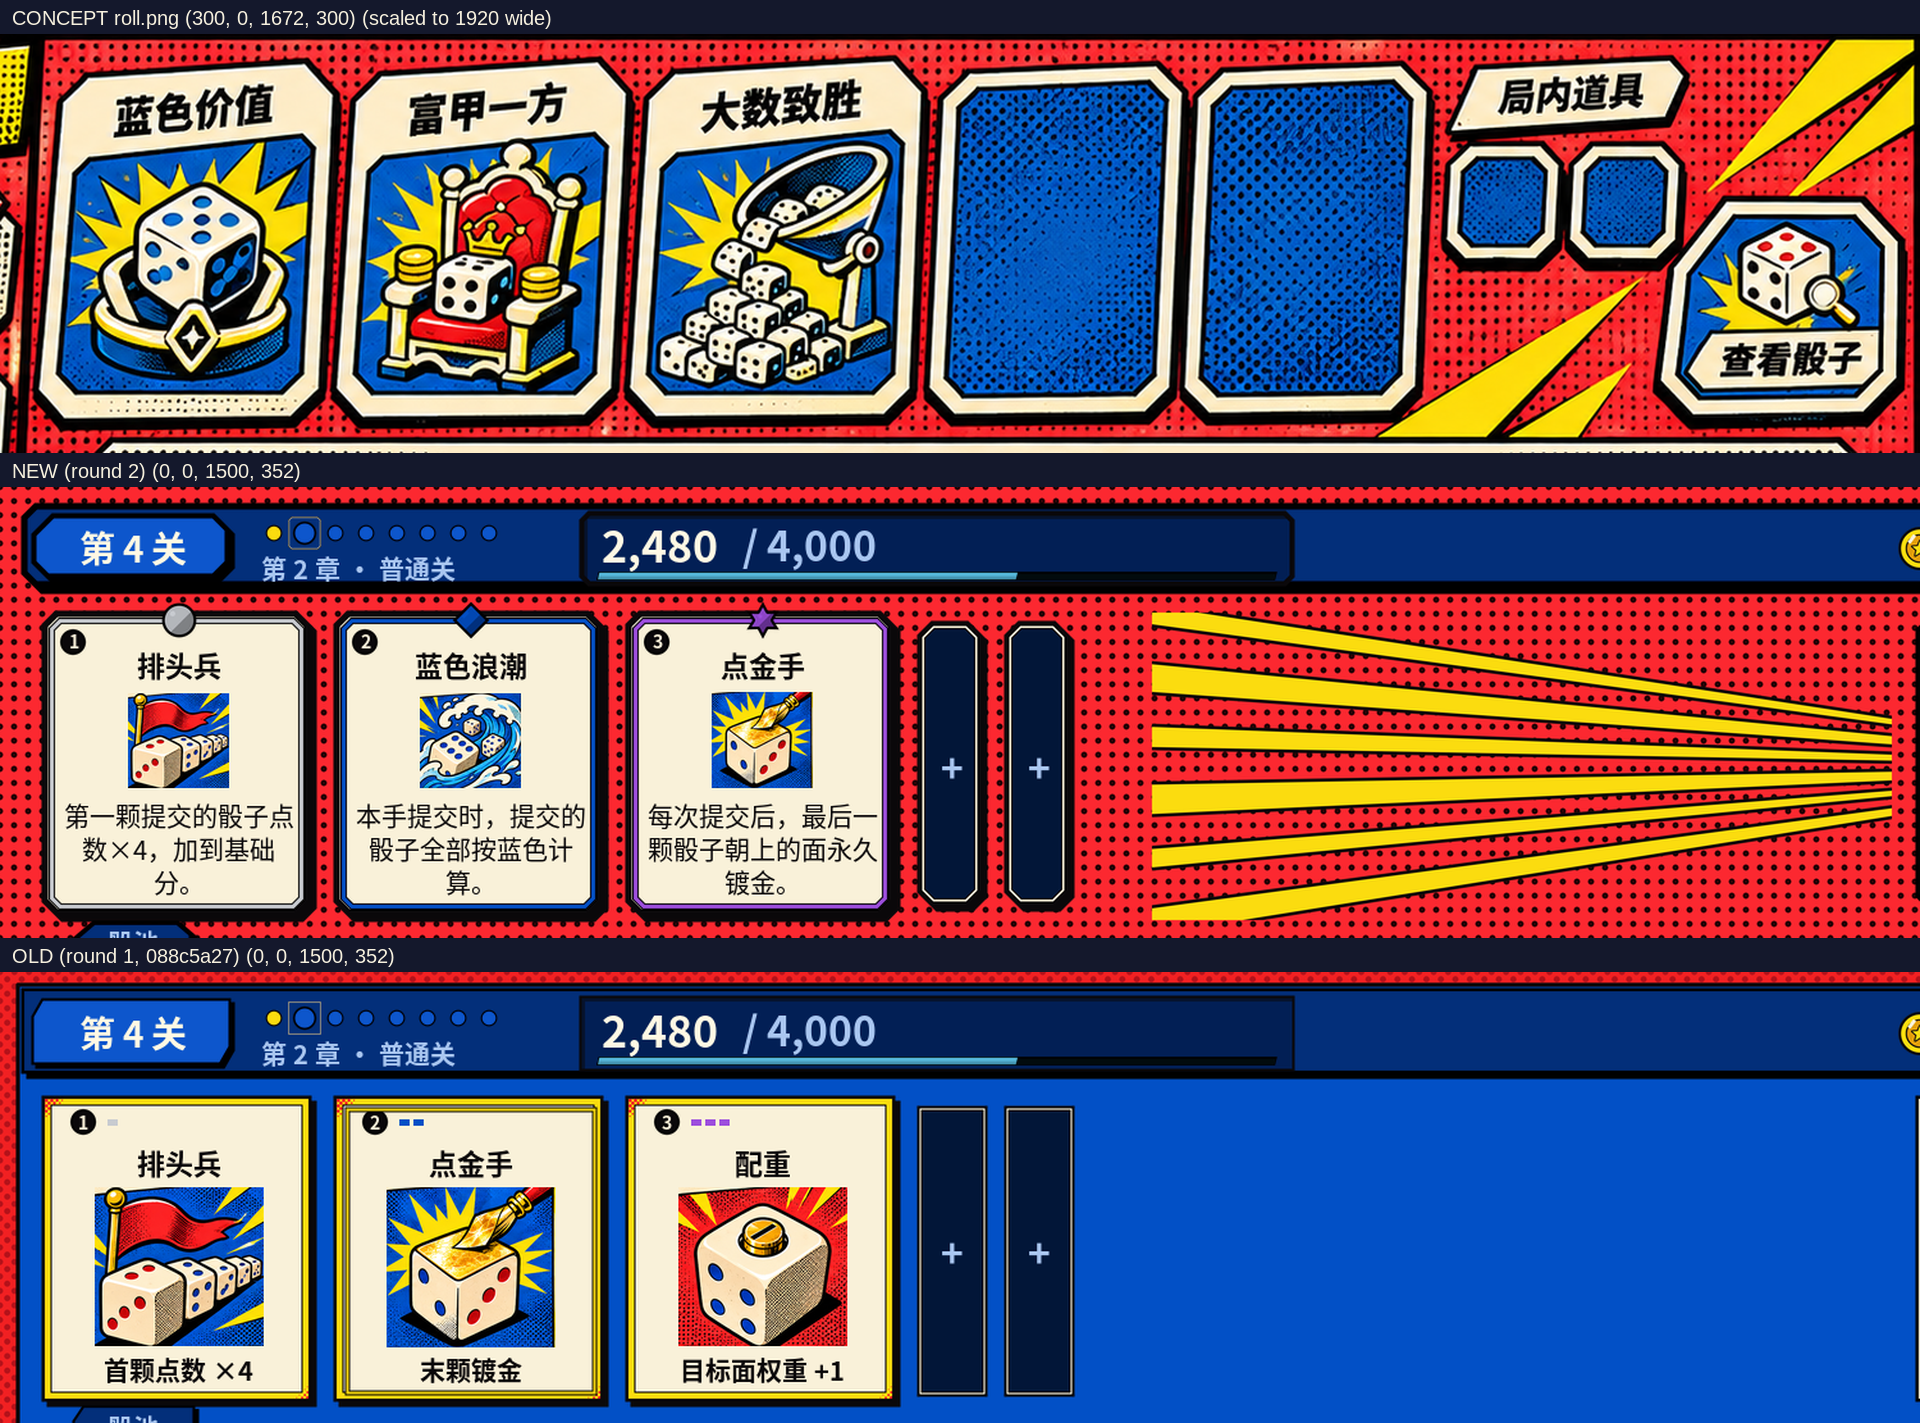 CONCEPT roll.png (300, 0, 1672, 300) (scaled to 1920 wide)
蓝色价值
富甲一方
大数致胜
局内道具
查看骰子
NEW (round 2) (0, 0, 1500, 352)
第 4 关
第 2 章 · 普通关
2,480 / 4,000
1
排头兵
第一颗提交的骰子点
数×4，加到基础
分。
2
蓝色浪潮
本手提交时，提交的
骰子全部按蓝色计
算。
3
点金手
每次提交后，最后一
颗骰子朝上的面永久
镀金。
+
+
OLD (round 1, 088c5a27) (0, 0, 1500, 352)
第 4 关
第 2 章 · 普通关
2,480 / 4,000
1
排头兵
首颗点数 ×4
2
点金手
末颗镀金
3
配重
目标面权重 +1
+
+